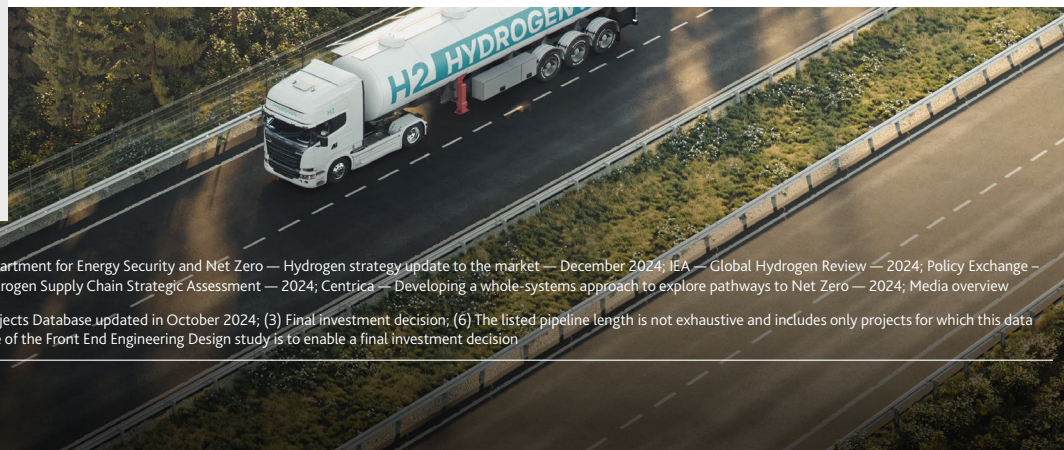 H2 HYDROGEN
H2
artment for Energy Security and Net Zero — Hydrogen strategy update to the market — December 2024; IEA — Global Hydrogen Review — 2024; Policy Exchange –
rogen Supply Chain Strategic Assessment — 2024; Centrica — Developing a whole-systems approach to explore pathways to Net Zero — 2024; Media overview
jects Database updated in October 2024; (3) Final investment decision; (6) The listed pipeline length is not exhaustive and includes only projects for which this data
of the Front End Engineering Design study is to enable a final investment decision